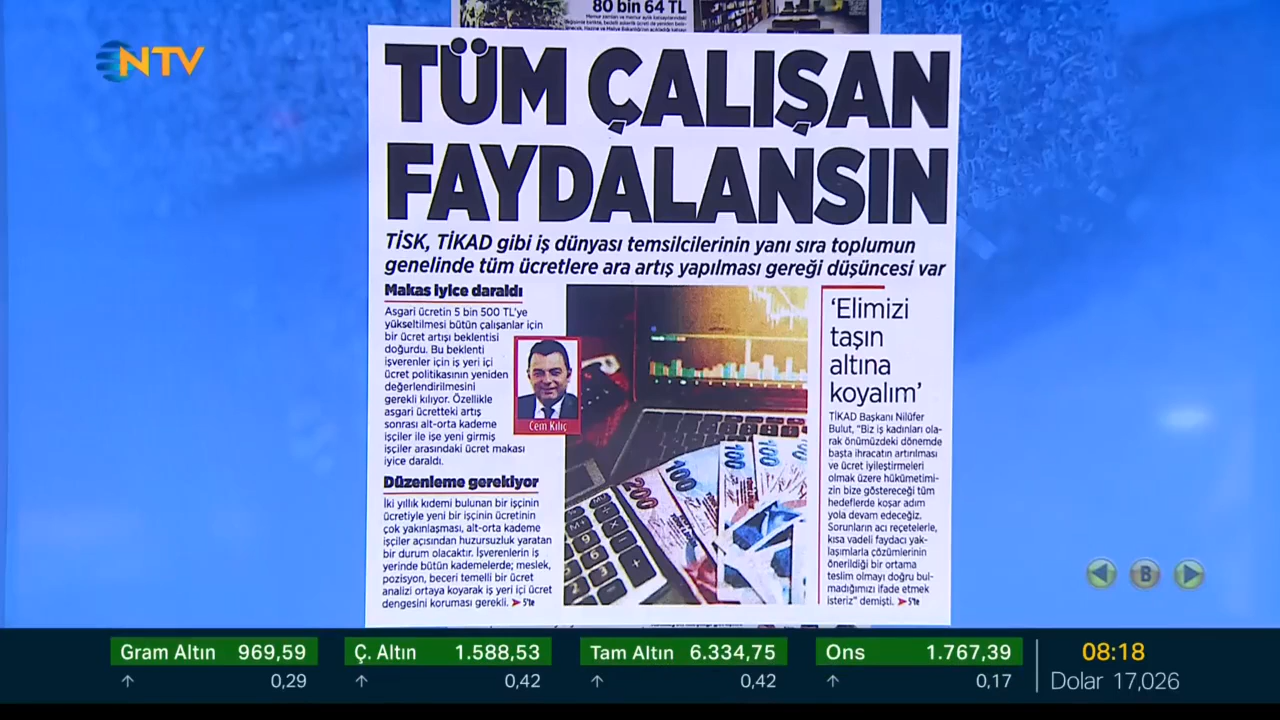 80 bin 64 TL
NTV
TÜM ÇALIŞAN
FAYDALANSIN
TİSK, TİKAD gibi iş dünyası temsilcilerinin yanı sıra toplumun
genelinde tüm ücretlere ara artış yapılması gereği düşüncesi var
Makas iyice daraldı
Asgari ücretin 5 bin 500 TL'ye
yükseltilmesi bütün çalışanlar için
bir ücret artışı beklentisi
doğurdu. Bu beklenti
işverenler için iş yeri içi
ücret politikasının yeniden
değerlendirilmesini
gerekli kılıyor. Özellikle
asgari ücretteki artış
sonrası alt-orta kademe
işçiler ile işe yeni girmiş
işçiler arasındaki ücret makası
iyice daraldı.
Cem Kılıç
Düzenleme gerekiyor
İki yıllık kıdemi bulunan bir işçinin
ücretiyle yeni bir işçinin ücretinin
çok yakınlaşması, alt-orta kademe
işçiler açısından huzursuzluk yaratan
bir durum olacaktır. İşverenlerin iş
yerinde bütün kademelerde; meslek,
pozisyon, beceri temelli bir ücret
analizi ortaya koyarak iş yeri içi ücret
dengesini koruması gerekli. ➤ 5'te
'Elimizi
taşın
altına
koyalım'
TİKAD Başkanı Nilüfer
Bulut, "Biz iş kadınları ola-
rak önümüzdeki dönemde
başta ihracatın artırılması
ve ücret iyileştirmeleri
olmak üzere hükümetimi-
zin bize göstereceği tüm
hedeflerde koşar adım
yola devam edeceğiz.
Sorunların acı reçetelerle,
kısa vadeli faydacı yak-
laşımlarla çözümlerinin
önerildiği bir ortama
teslim olmayı doğru bul-
madığımızı ifade etmek
isteriz" demişti. ➤ 5'te
200
100
100
100
B
Gram Altın 969,59
0,29
Ç. Altın 1.588,53
0,42
Tam Altın 6.334,75
0,42
Ons 1.767,39
0,17
08:18
Dolar 17,026